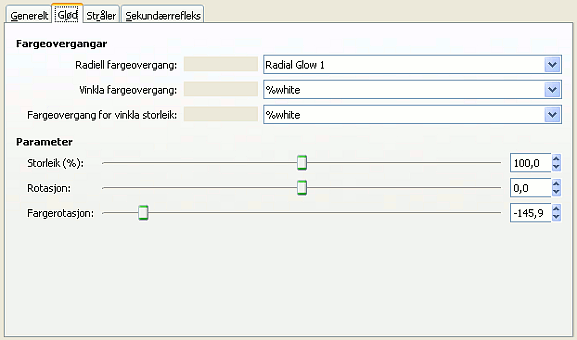 Generelt Glød Stråler Sekundærrefleks
Fargeovergangar
Radiell fargeovergang: Radial Glow 1
Vinkla fargeovergang: %white
Fargeovergang for vinkla storleik: %white
Parameter
Storleik (%): 100,0
Rotasjon: 0,0
Fargerotasjon: -145,9